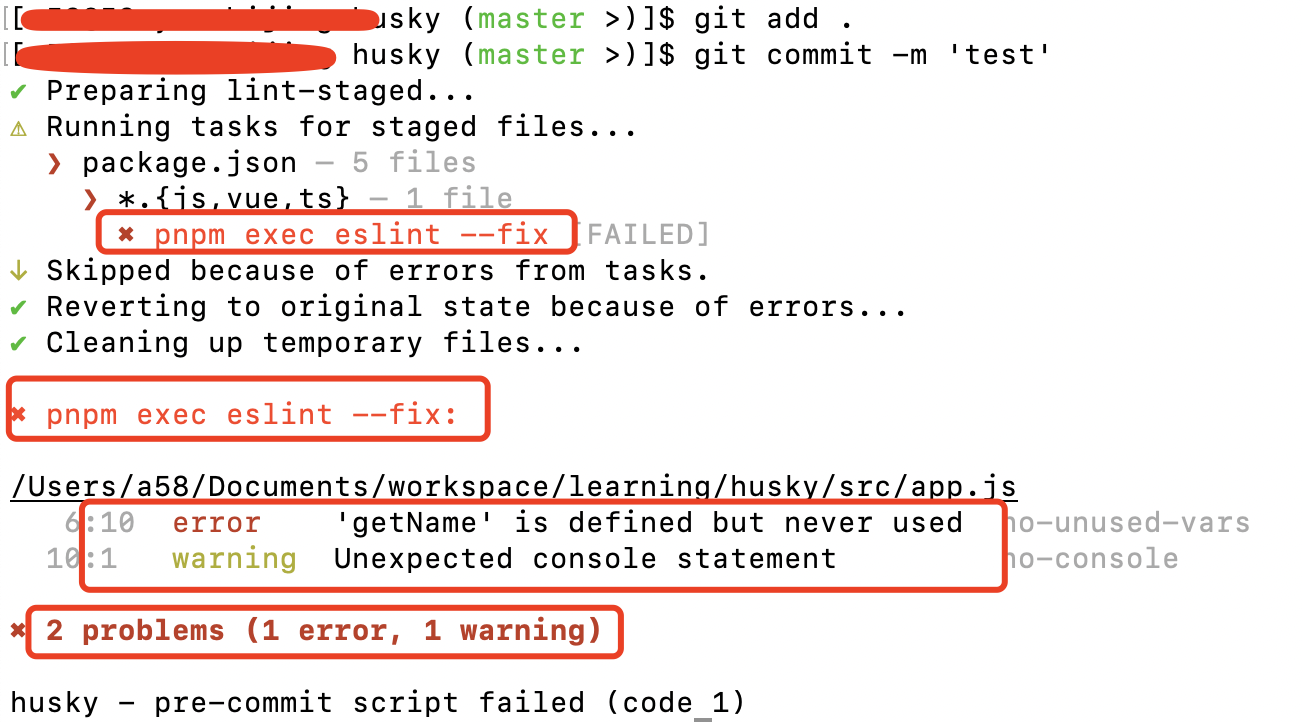 husky (master >)]$ git add .
husky (master >)]$ git commit -m 'test'
✔ Preparing lint-staged...
⚠ Running tasks for staged files...
❯ package.json — 5 files
❯ *.{js,vue,ts} — 1 file
✖ pnpm exec eslint --fix [FAILED]
↓ Skipped because of errors from tasks.
✔ Reverting to original state because of errors...
✔ Cleaning up temporary files...
✖ pnpm exec eslint --fix:
/Users/a58/Documents/workspace/learning/husky/src/app.js
6:10 error 'getName' is defined but never used no-unused-vars
10:1 warning Unexpected console statement no-console
✖ 2 problems (1 error, 1 warning)
husky - pre-commit script failed (code 1)